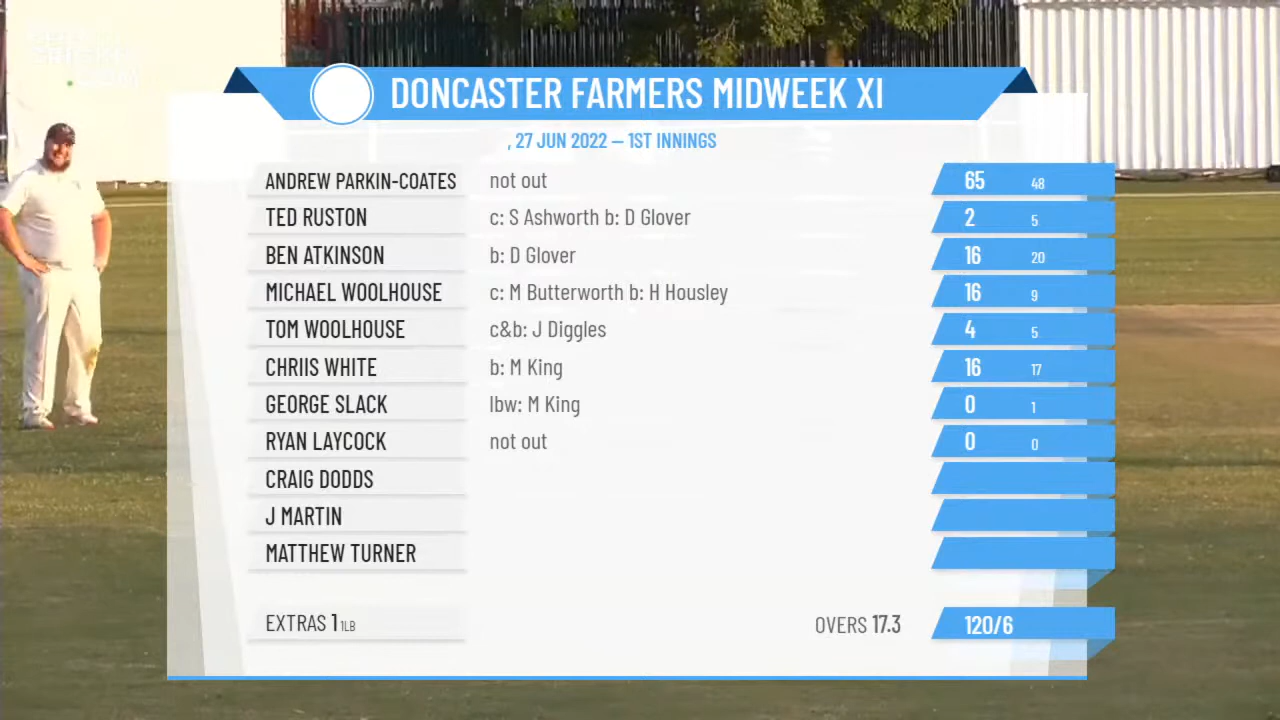 DONCASTER FARMERS MIDWEEK XI
, 27 JUN 2022 – 1ST INNINGS
ANDREW PARKIN-COATES not out 65 48
TED RUSTON c: S Ashworth b: D Glover 2 5
BEN ATKINSON b: D Glover 16 20
MICHAEL WOOLHOUSE c: M Butterworth b: H Housley 16 9
TOM WOOLHOUSE c&b: J Diggles 4 5
CHRIIS WHITE b: M King 16 17
GEORGE SLACK lbw: M King 0 1
RYAN LAYCOCK not out 0 0
CRAIG DODDS
J MARTIN
MATTHEW TURNER
EXTRAS 1 1LB OVERS 17.3 120/6